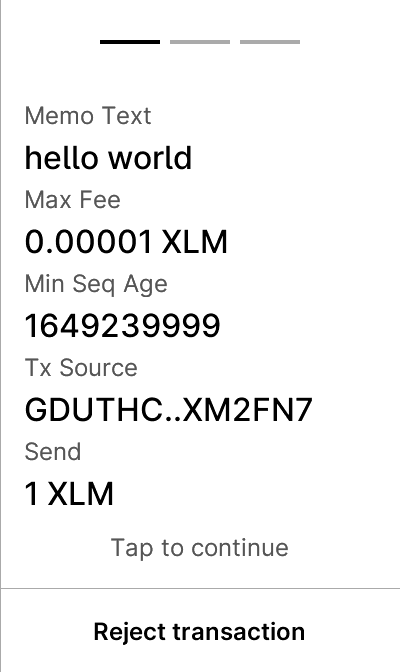 Memo Text
hello world
Max Fee
0.00001 XLM
Min Seq Age
1649239999
Tx Source
GDUTHC..XM2FN7
Send
1 XLM
Tap to continue
Reject transaction